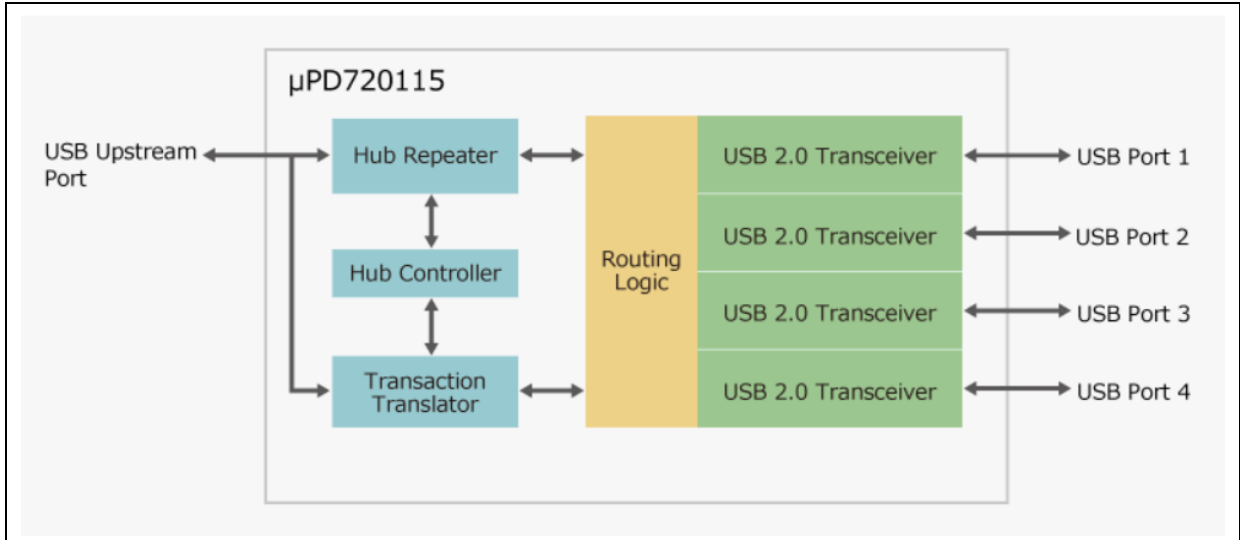 µPD720115
USB Upstream
Port
Hub Repeater
Hub Controller
Transaction
Translator
Routing
Logic
USB 2.0 Transceiver
USB 2.0 Transceiver
USB 2.0 Transceiver
USB 2.0 Transceiver
USB Port 1
USB Port 2
USB Port 3
USB Port 4